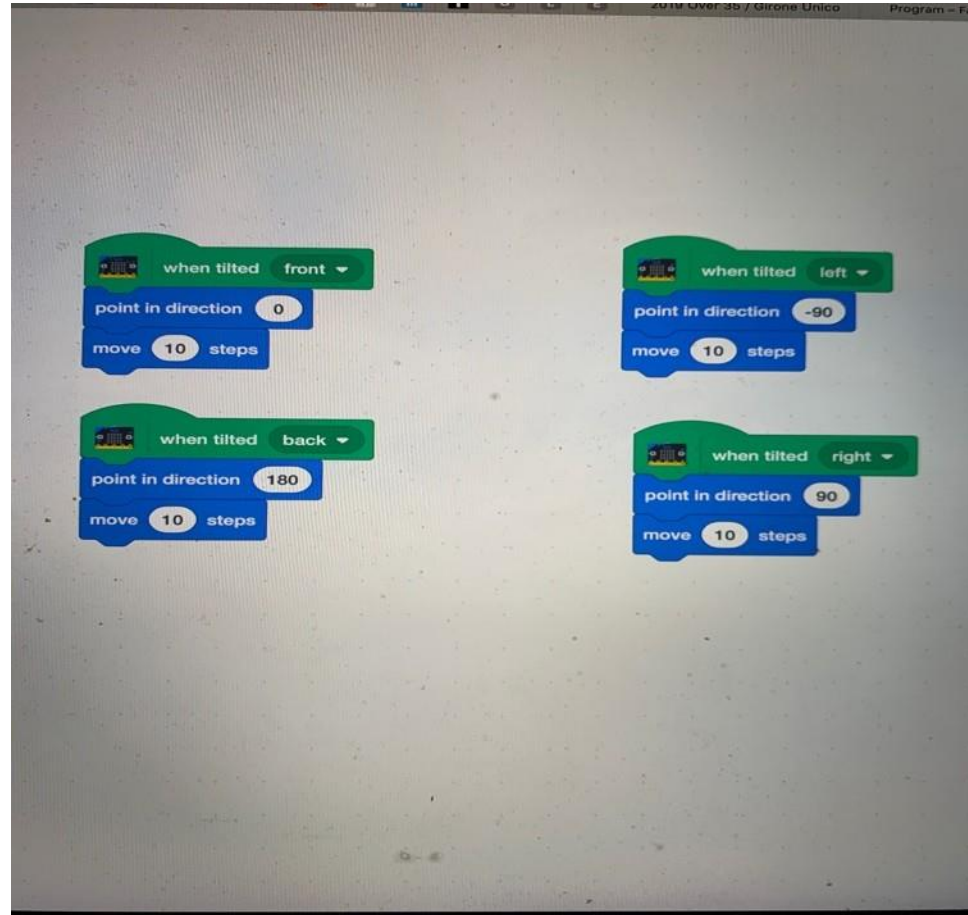 2019 Over 35 / Girone Unico Program – F
when tilted front
point in direction 0
move 10 steps
when tilted left
point in direction -90
move 10 steps
when tilted back
point in direction 180
move 10 steps
when tilted right
point in direction 90
move 10 steps